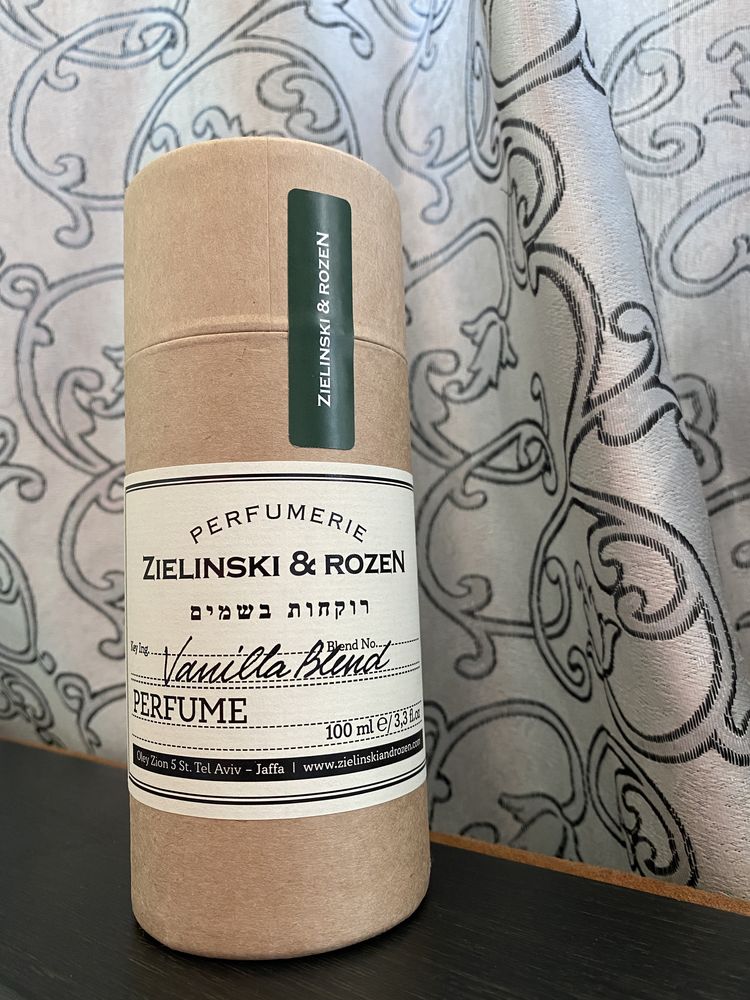 ZIELINSKI & ROZEN
PERFUMERIE
ZIELINSKI & ROZEN
רוקחות בשמים
Key Ing. Blend No.
Vanilla Blend
PERFUME
100 ml e/3,3 fl.oz
Oley Zion 5 St. Tel Aviv - Jaffa | www.zielinskiandrozen.com